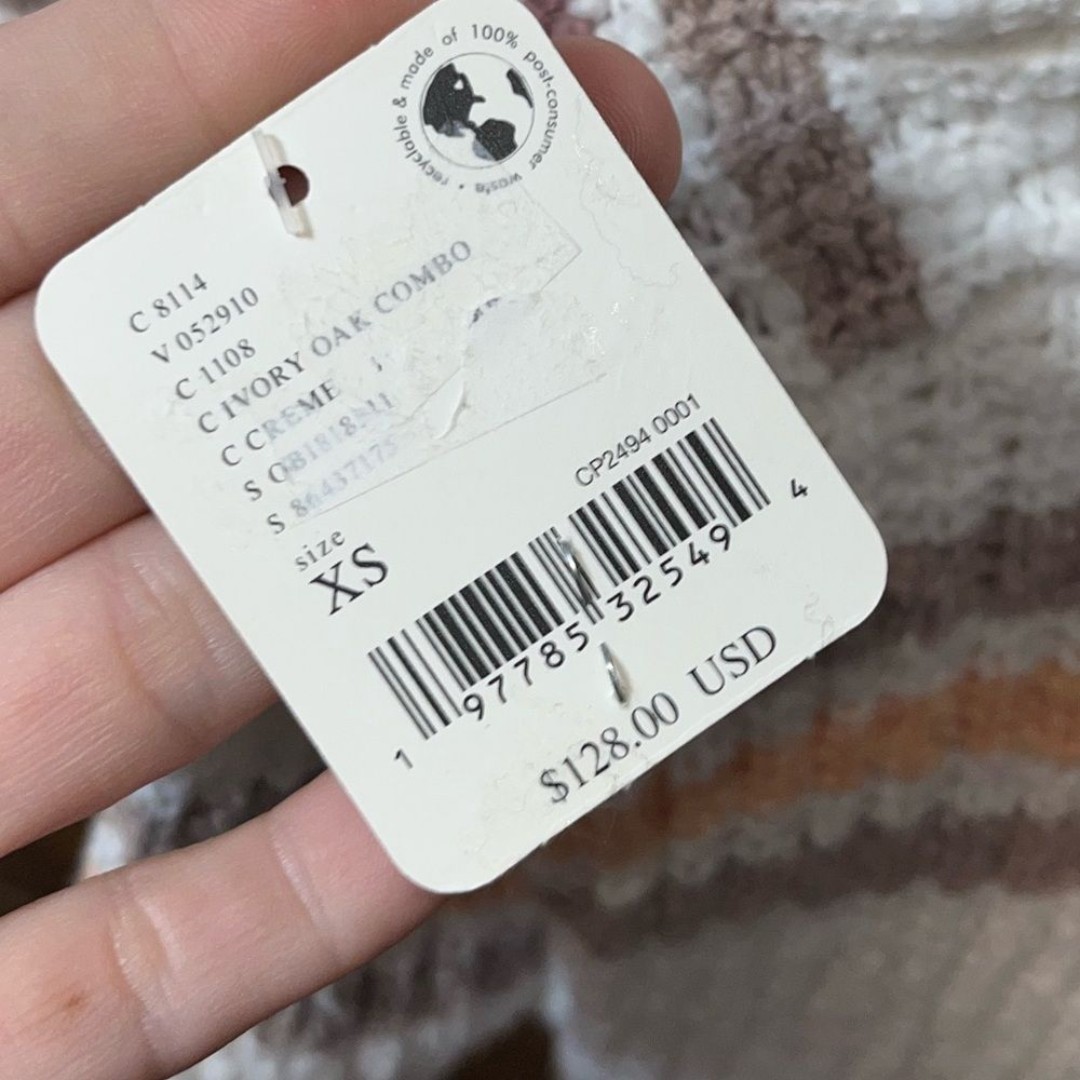 recyclable & made of 100% post-consumer waste •
C 8114
V 052910
C 1108
C IVORY OAK COMBO
C CREME
S
S 86437175
size
XS
CP2494 0001
1 97785 32549 4
$128.00 USD